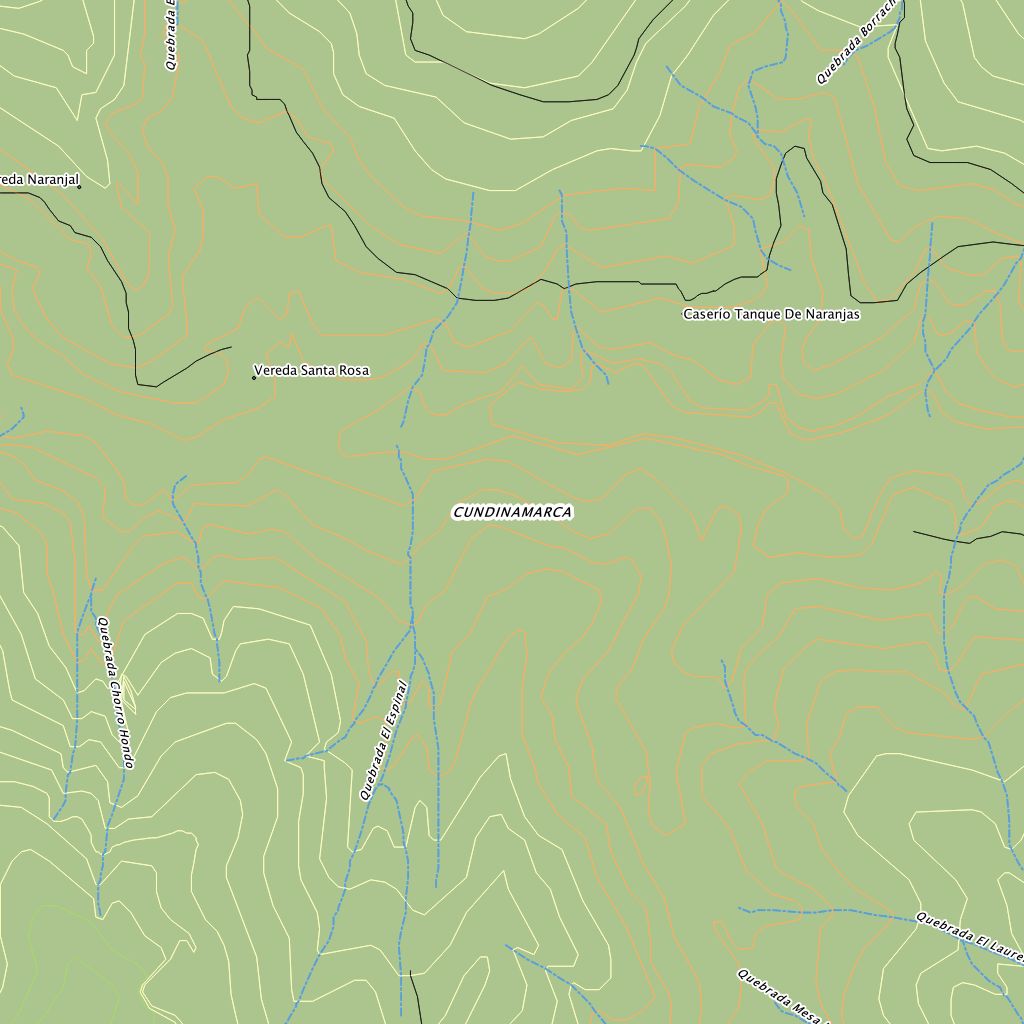 Quebrada E
Quebrada Borrach
reda Naranjal
Caserío Tanque De Naranjas
Vereda Santa Rosa
CUNDINAMARCA
Quebrada Chorro Hondo
Quebrada El Espinal
Quebrada El Laure
Quebrada Mesa